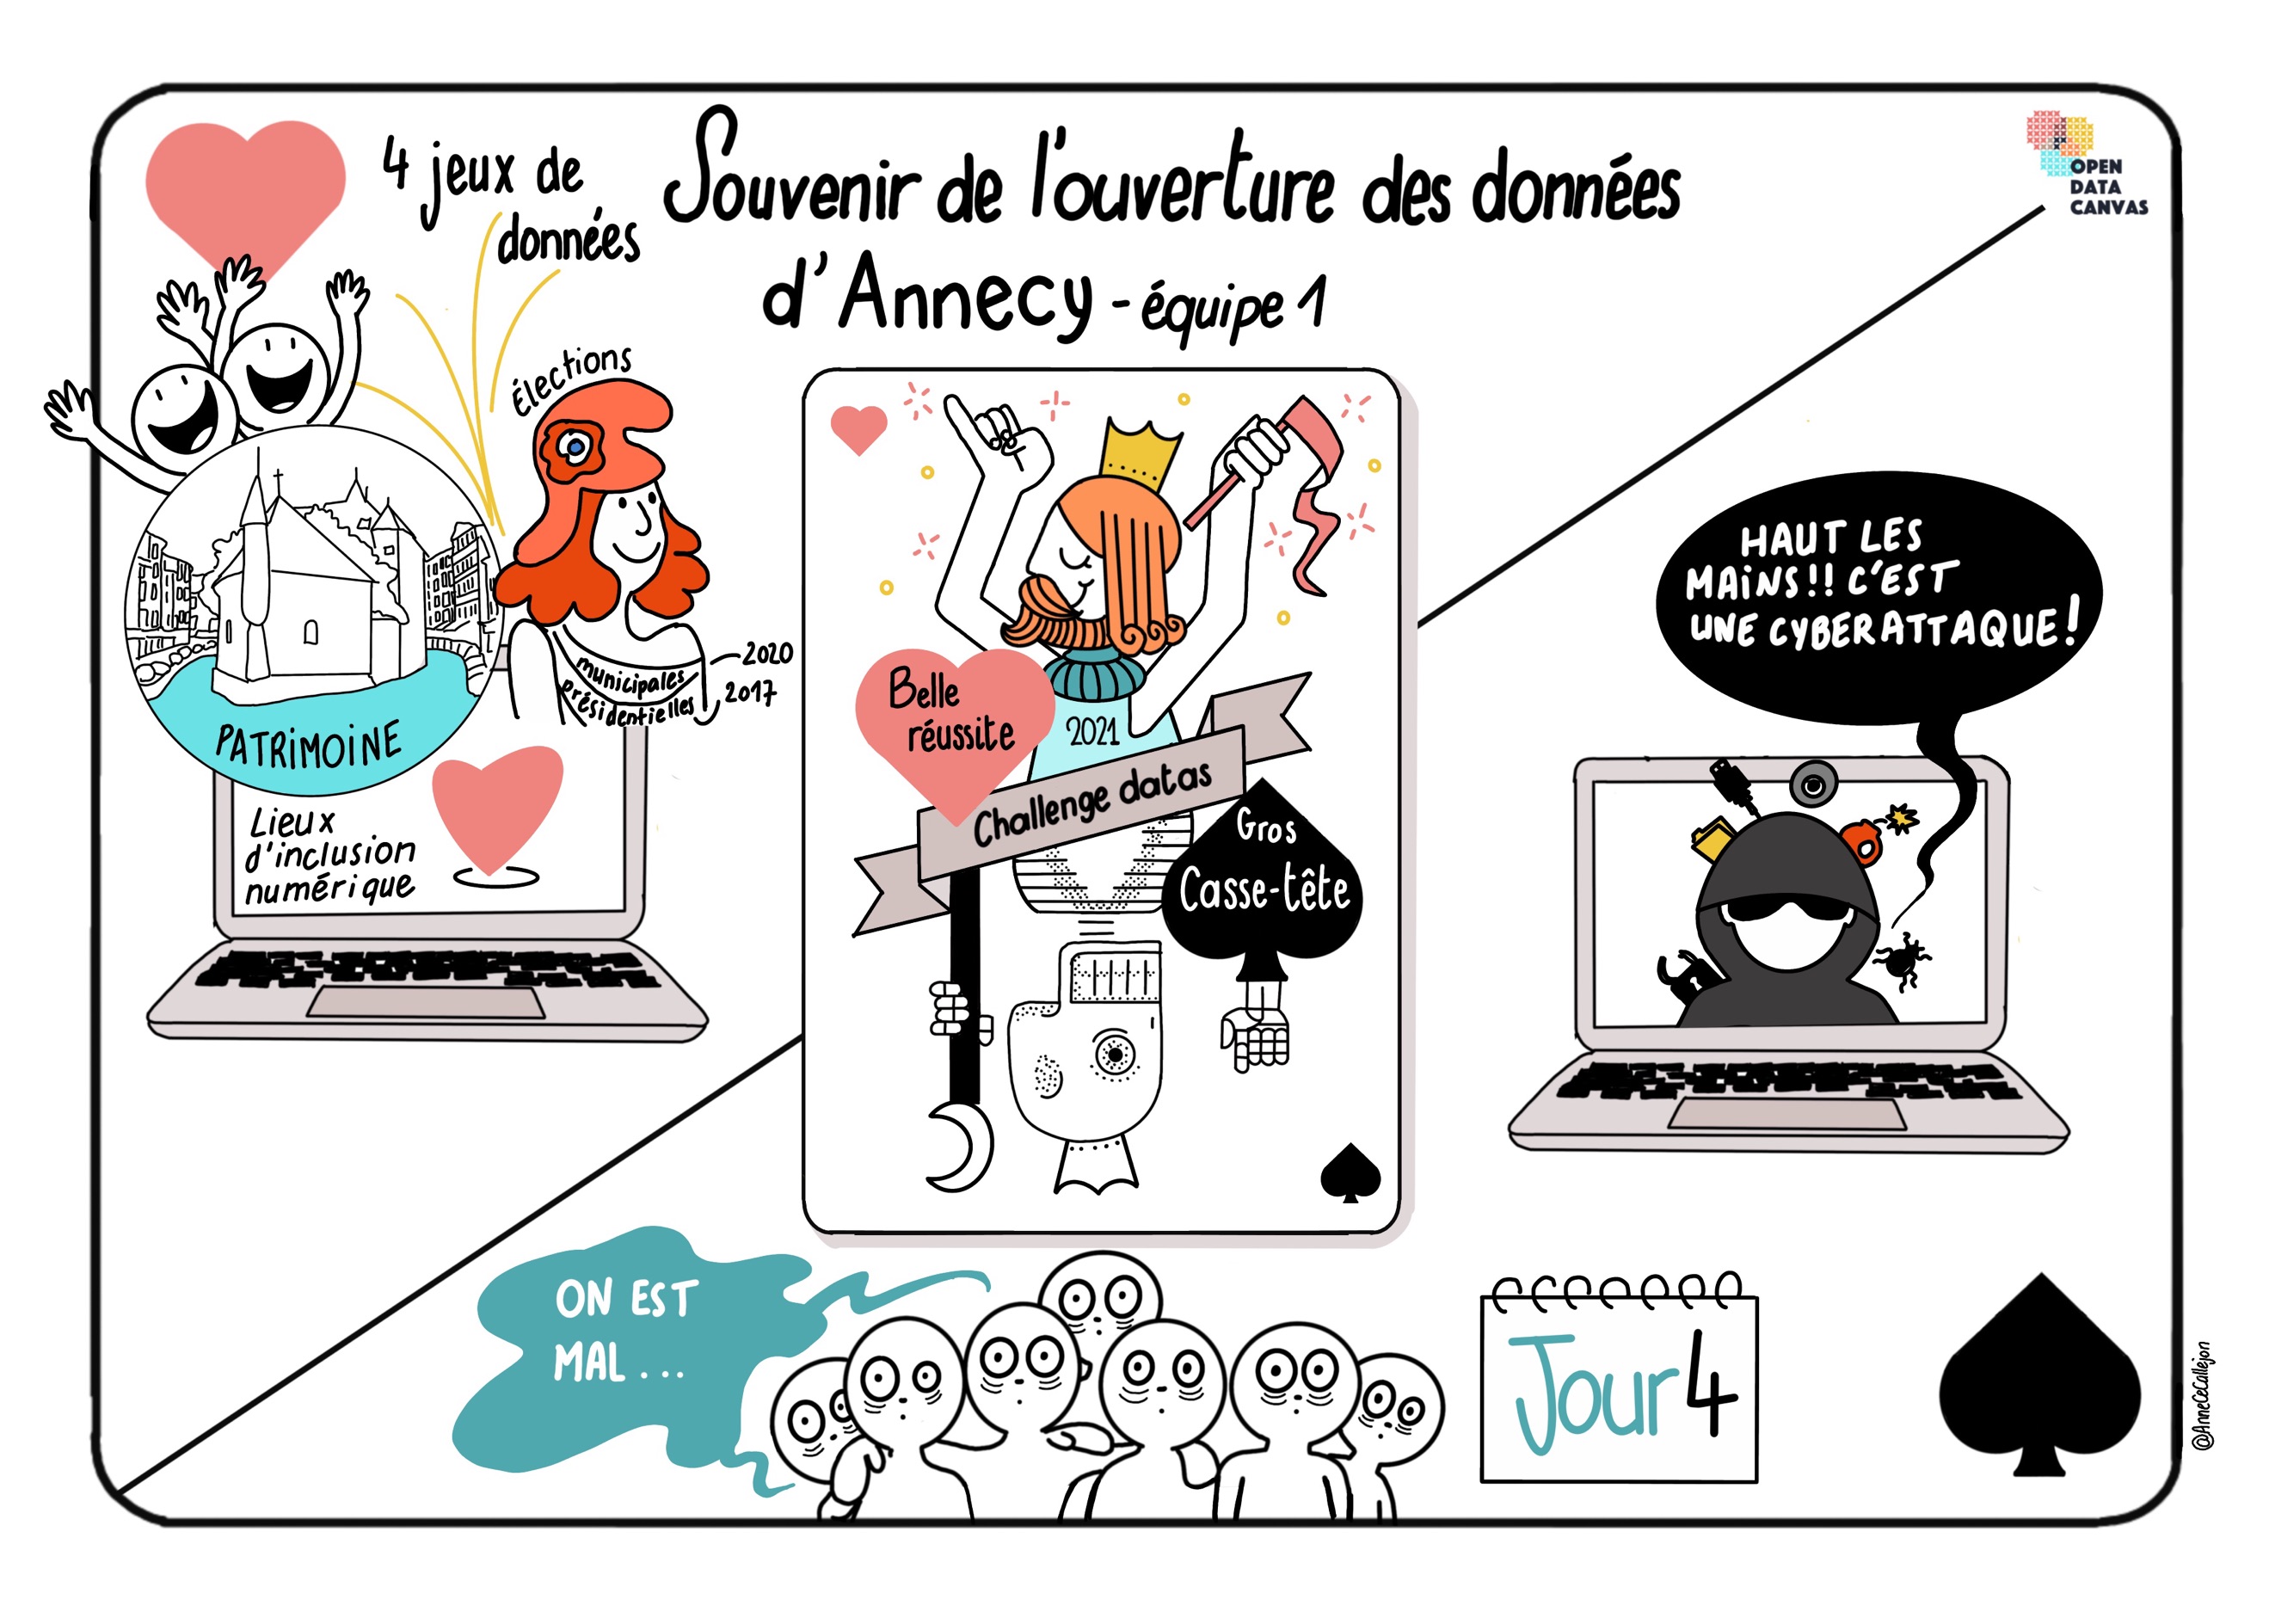 Souvenir de l'ouverture des données
d'Annecy - équipe 1
OPEN
DATA
CANVAS
4 jeux de
données
Élections
municipales
présidentielles
2020
2017
PATRIMOINE
Lieux
d'inclusion
numérique
Belle
réussite
2021
Challenge datas
Gros
Casse-tête
HAUT LES
MAINS!! C'EST
UNE CYBERATTAQUE!
ON EST
MAL...
Jour 4
@AnneCeCallejon